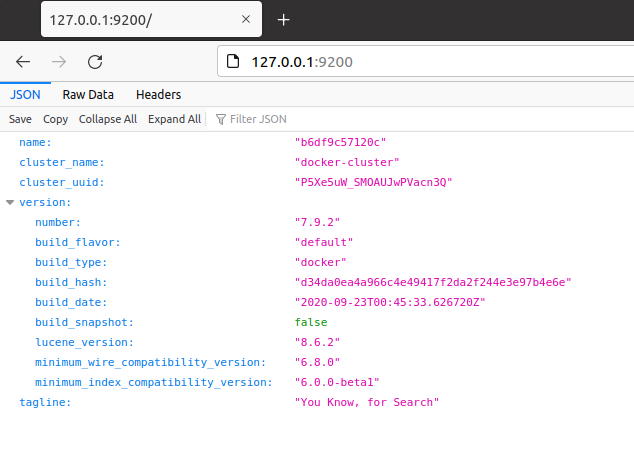 127.0.0.1:9200/
127.0.0.1:9200
JSON Raw Data Headers
Save Copy Collapse All Expand All Filter JSON
name: "b6df9c57120c"
cluster_name: "docker-cluster"
cluster_uuid: "P5Xe5uW_SMOAUJwPVacn3Q"
version:
number: "7.9.2"
build_flavor: "default"
build_type: "docker"
build_hash: "d34da0ea4a966c4e49417f2da2f244e3e97b4e6e"
build_date: "2020-09-23T00:45:33.626720Z"
build_snapshot: false
lucene_version: "8.6.2"
minimum_wire_compatibility_version: "6.8.0"
minimum_index_compatibility_version: "6.0.0-beta1"
tagline: "You Know, for Search"